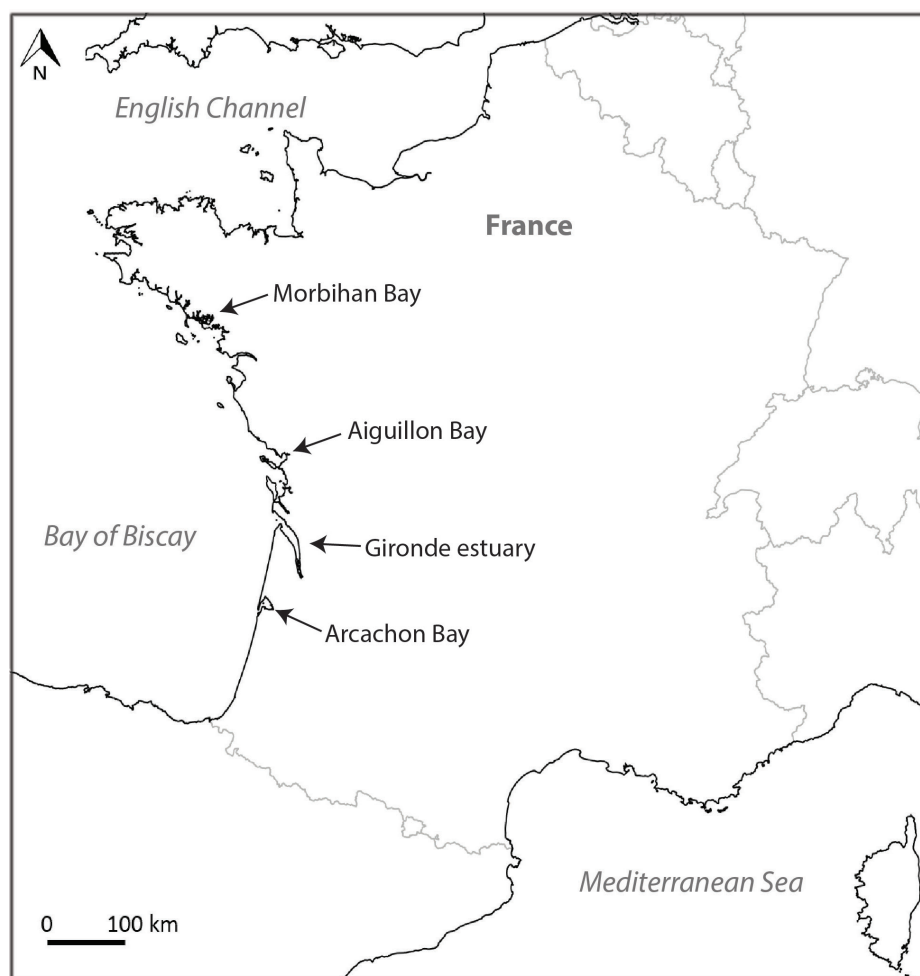 N
English Channel
France
Morbihan Bay
Aiguillon Bay
Bay of Biscay
Gironde estuary
Arcachon Bay
Mediterranean Sea
0 100 km